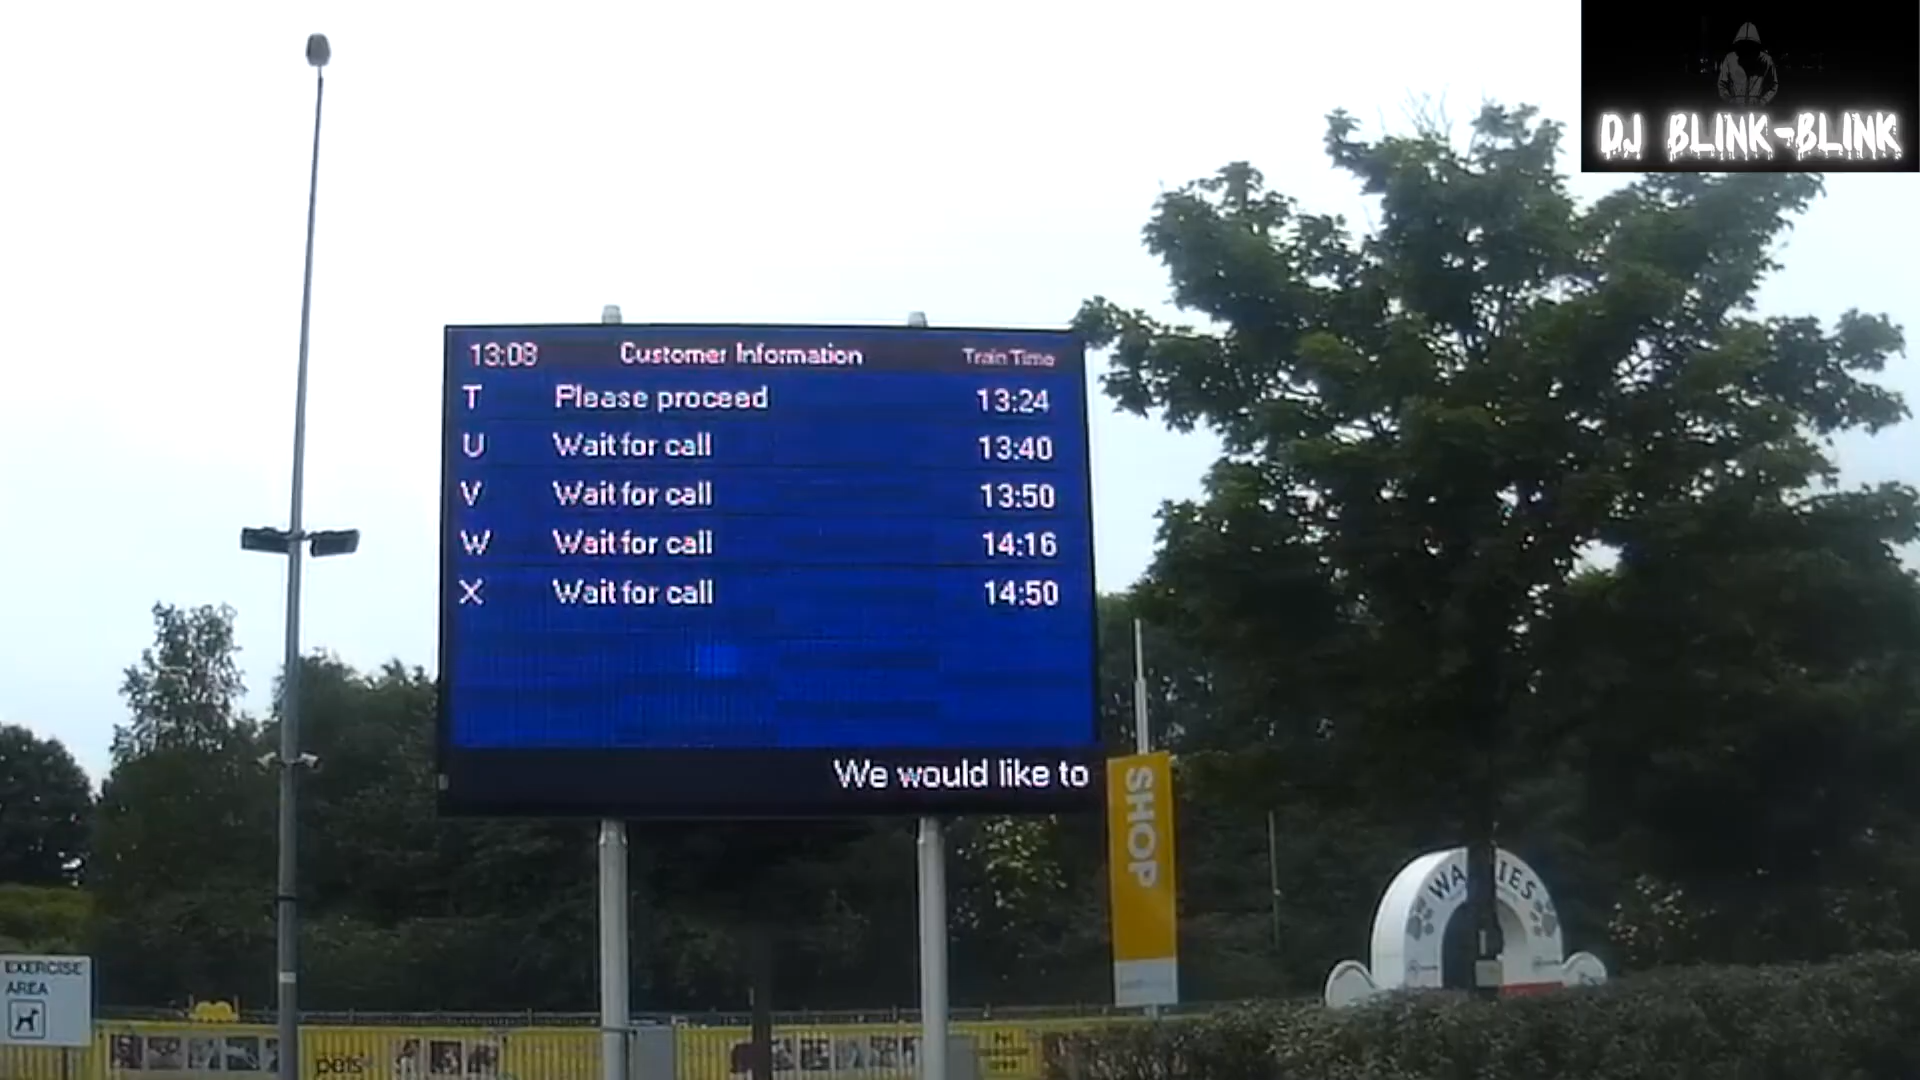 DJ BLINK-BLINK
13:08 Customer Information Train Time
T Please proceed 13:24
U Wait for call 13:40
V Wait for call 13:50
W Wait for call 14:16
X Wait for call 14:50
We would like to
SHOP
EXERCISE
AREA
pets